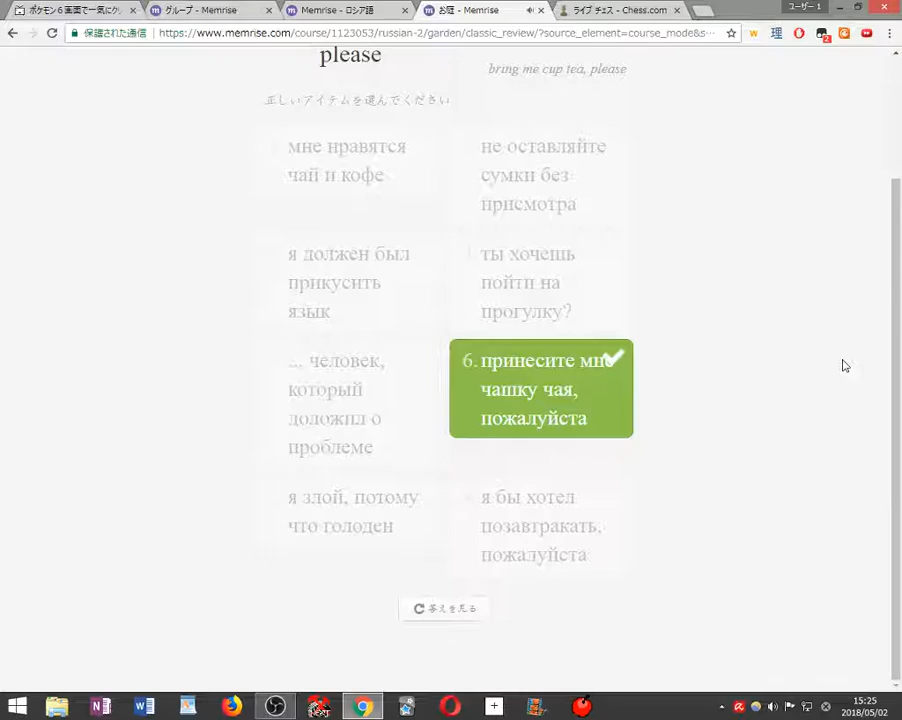 ポケモン6画面で一気にク
グループ - Memrise
Memrise - ロシア語
お庭 - Memrise
ライブ チェス - Chess.com
ユーザー 1
保護された通信
https://www.memrise.com/course/1123053/russian-2/garden/classic_review/?source_element=course_mode&s...
please
bring me cup tea, please
正しいアイテムを選んでください
мне нравятся
чай и кофе
не оставляйте
сумки без
присмотра
я должен был
прикусить
язык
ты хочешь
пойти на
прогулку?
... человек,
который
доложил о
проблеме
6. принесите мне
чашку чая,
пожалуйста
я злой, потому
что голоден
я бы хотел
позавтракать,
пожалуйста
答えを見る
15:25
2018/05/02